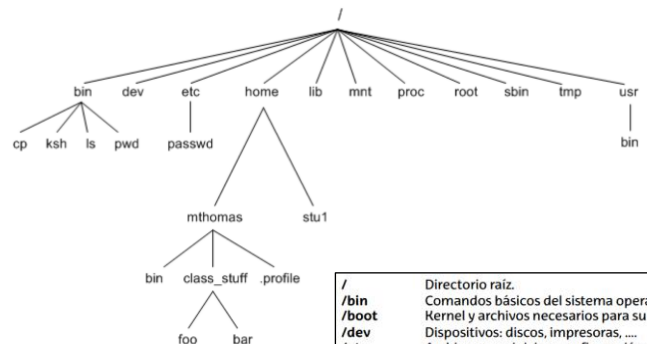 /
bin dev etc home lib mnt proc root sbin tmp usr
cp ksh ls pwd passwd bin
mthomas stu1
bin class_stuff .profile
foo bar
/ Directorio raíz.
/bin Comandos básicos del sistema opera
/boot Kernel y archivos necesarios para su
/dev Dispositivos: discos, impresoras, ....